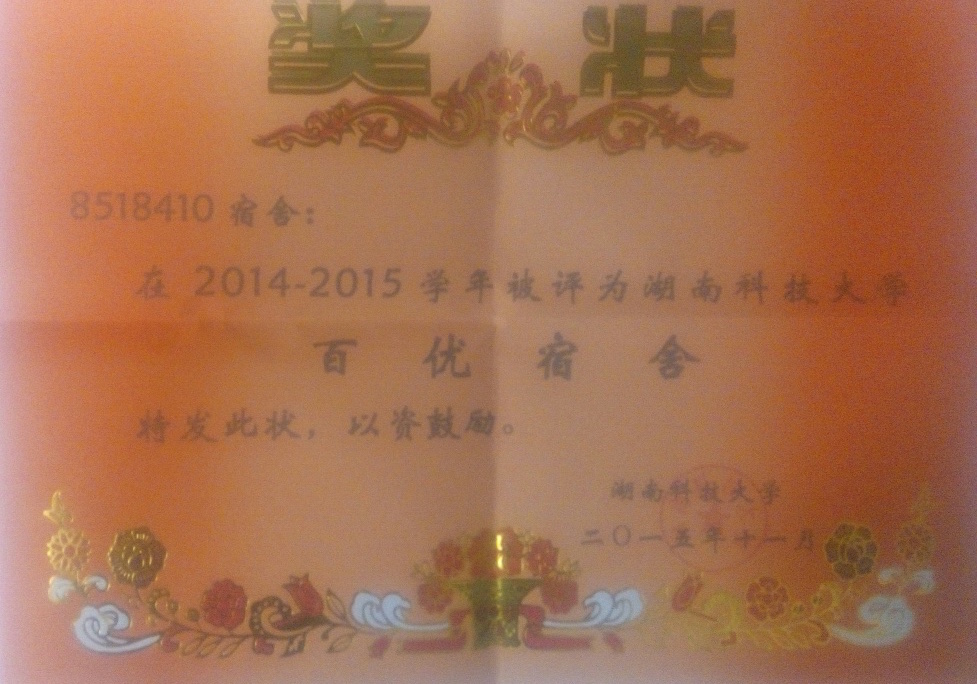 奖状
8518410 宿舍：
在 2014-2015 学年被评为湖南科技大学
百优宿舍
特发此状，以资鼓励。
湖南科技大学
二〇一五年十一月